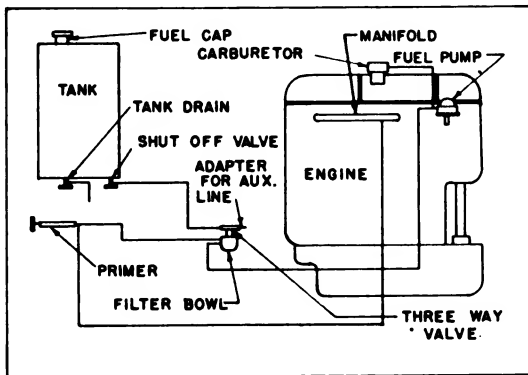 FUEL CAP
CARBURETOR
MANIFOLD
FUEL PUMP
TANK
TANK DRAIN
SHUT OFF VALVE
ADAPTER
FOR AUX.
LINE
ENGINE
PRIMER
FILTER BOWL
THREE WAY
VALVE.